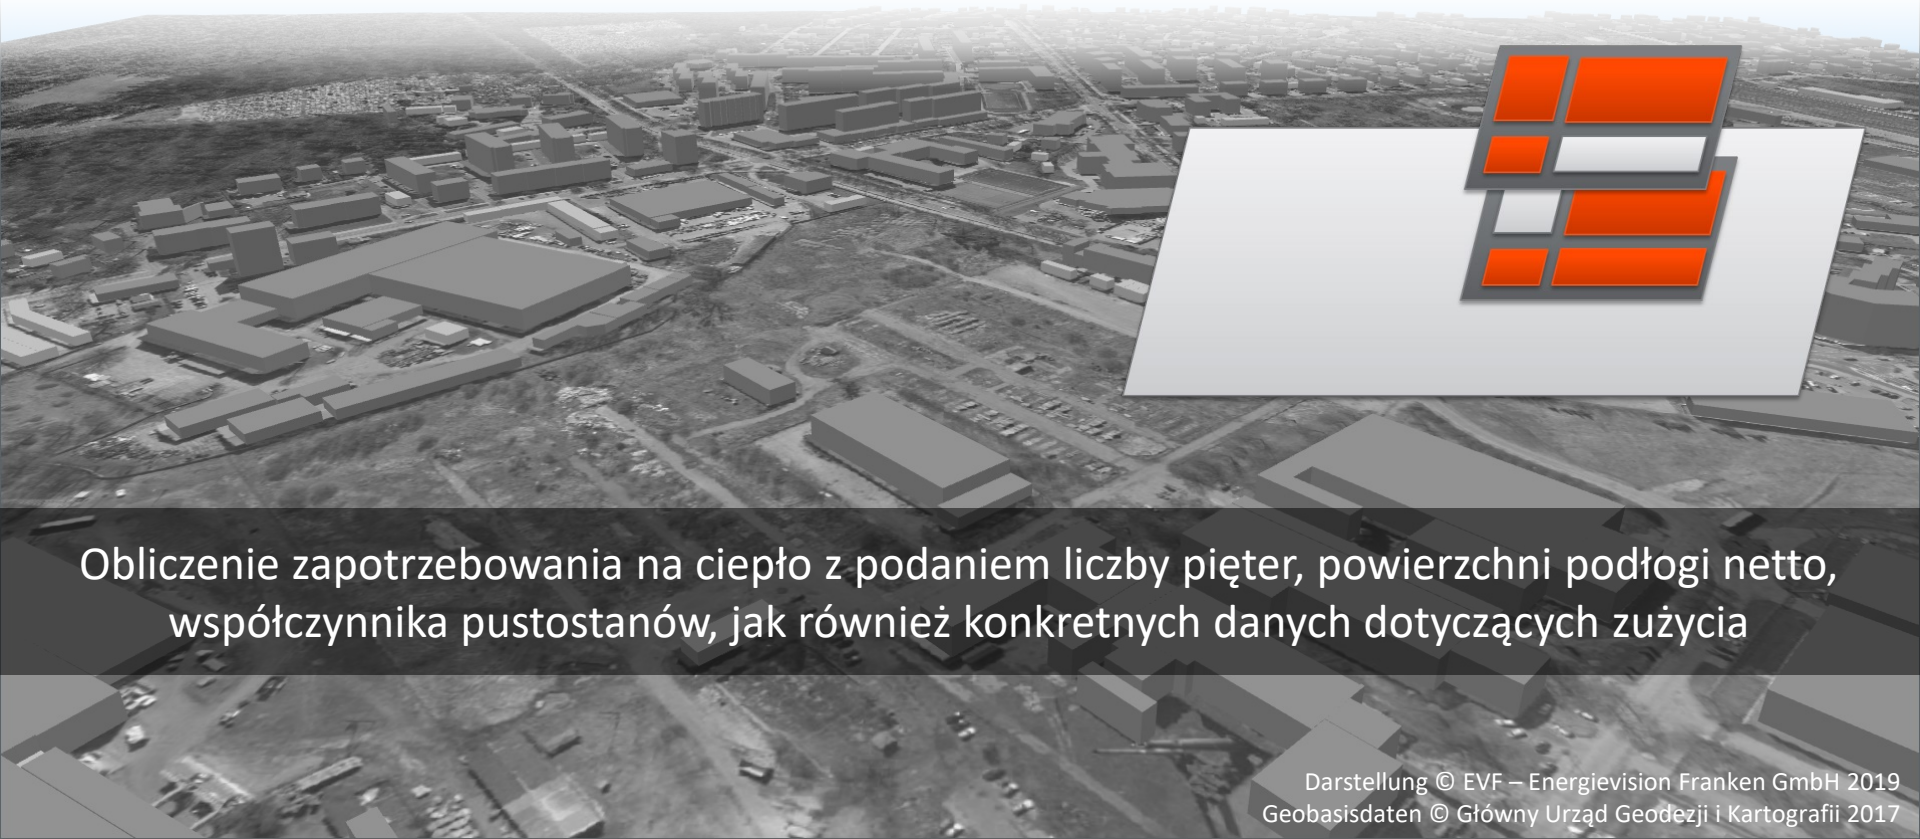 Obliczenie zapotrzebowania na ciepło z podaniem liczby pięter, powierzchni podłogi netto,
współczynnika pustostanów, jak również konkretnych danych dotyczących zużycia
Darstellung © EVF – Energievision Franken GmbH 2019
Geobasisdaten © Główny Urząd Geodezji i Kartografii 2017